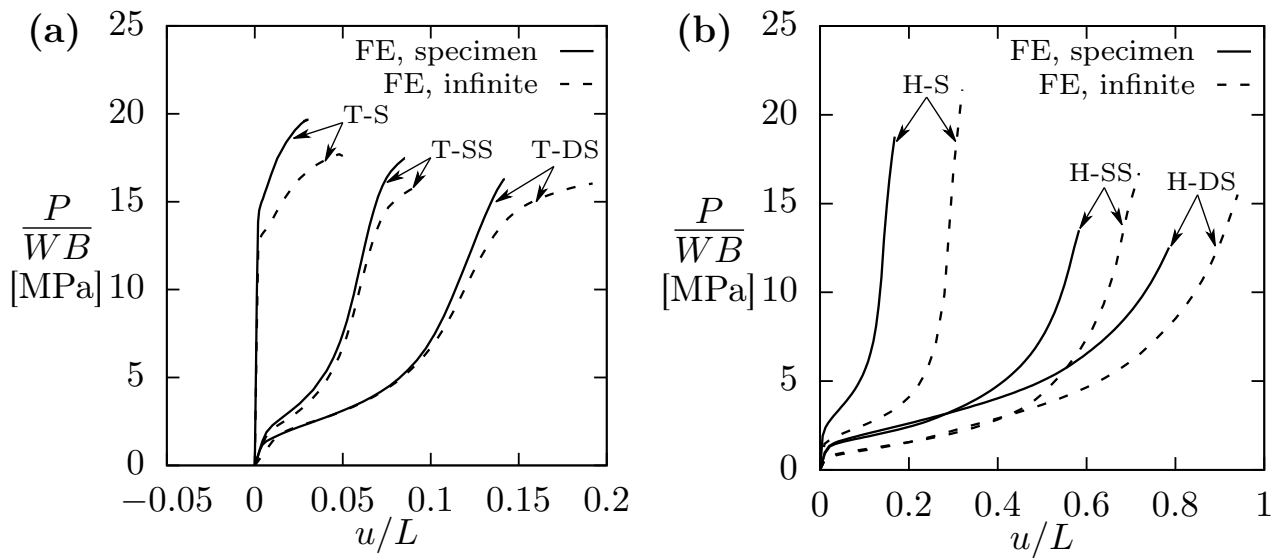 (a)
25
20
15
10
5
0
P
WB
[MPa]
FE, specimen
FE, infinite
T-S
T-SS
T-DS
−0.05
0
0.05
0.1
0.15
0.2
u/L
(b)
25
20
15
10
5
0
P
WB
[MPa]
FE, specimen
FE, infinite
H-S
H-SS
H-DS
0
0.2
0.4
0.6
0.8
1
u/L